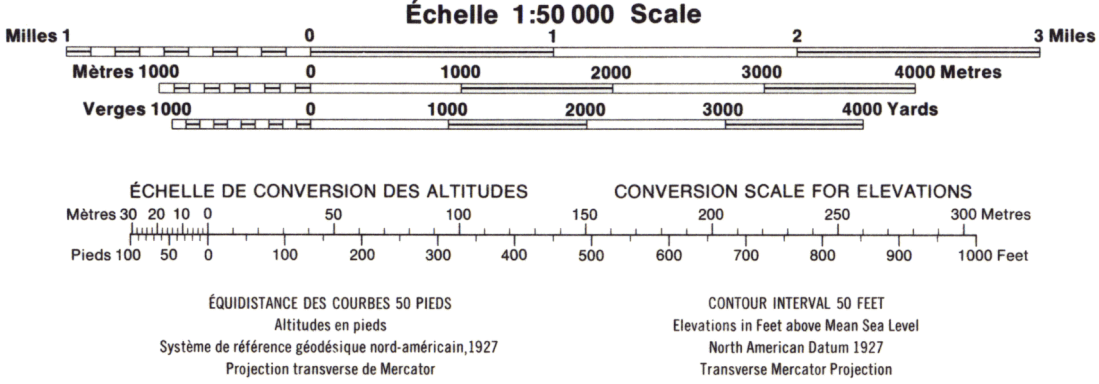 Échelle 1:50 000 Scale
Milles 1 0 1 2 3 Miles
Mètres 1000 0 1000 2000 3000 4000 Metres
Verges 1000 0 1000 2000 3000 4000 Yards
ÉCHELLE DE CONVERSION DES ALTITUDES CONVERSION SCALE FOR ELEVATIONS
Mètres 30 20 10 0 50 100 150 200 250 300 Metres
Pieds 100 50 0 100 200 300 400 500 600 700 800 900 1000 Feet
ÉQUIDISTANCE DES COURBES 50 PIEDS
Altitudes en pieds
Système de référence géodésique nord-américain,1927
Projection transverse de Mercator
CONTOUR INTERVAL 50 FEET
Elevations in Feet above Mean Sea Level
North American Datum 1927
Transverse Mercator Projection